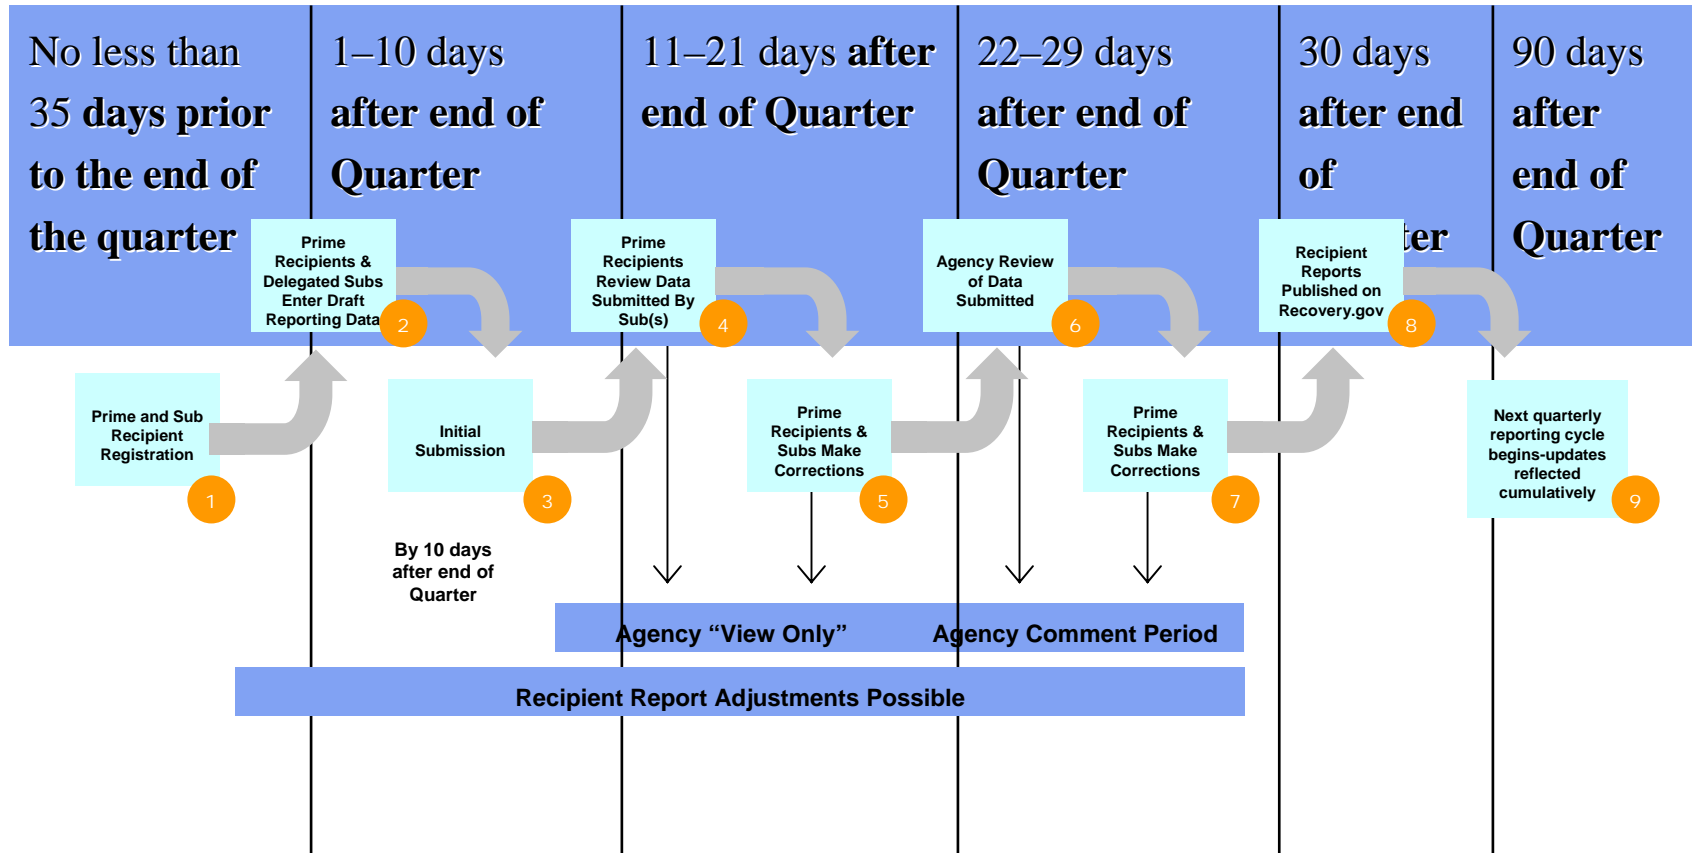 No less than
35 days prior
to the end of
the quarter
1–10 days
after end of
Quarter
11–21 days after
end of Quarter
22–29 days
after end of
Quarter
30 days
after end
of
ter
90 days
after
end of
Quarter
Prime
Recipients &
Delegated Subs
Enter Draft
Reporting Data
2
Prime
Recipients
Review Data
Submitted By
Sub(s)
4
Agency Review
of Data
Submitted
6
Recipient
Reports
Published on
Recovery.gov
8
Prime and Sub
Recipient
Registration
1
Initial
Submission
3
Prime
Recipients &
Subs Make
Corrections
5
Prime
Recipients &
Subs Make
Corrections
7
Next quarterly
reporting cycle
begins-updates
reflected
cumulatively
9
By 10 days
after end of
Quarter
Agency “View Only”
Agency Comment Period
Recipient Report Adjustments Possible